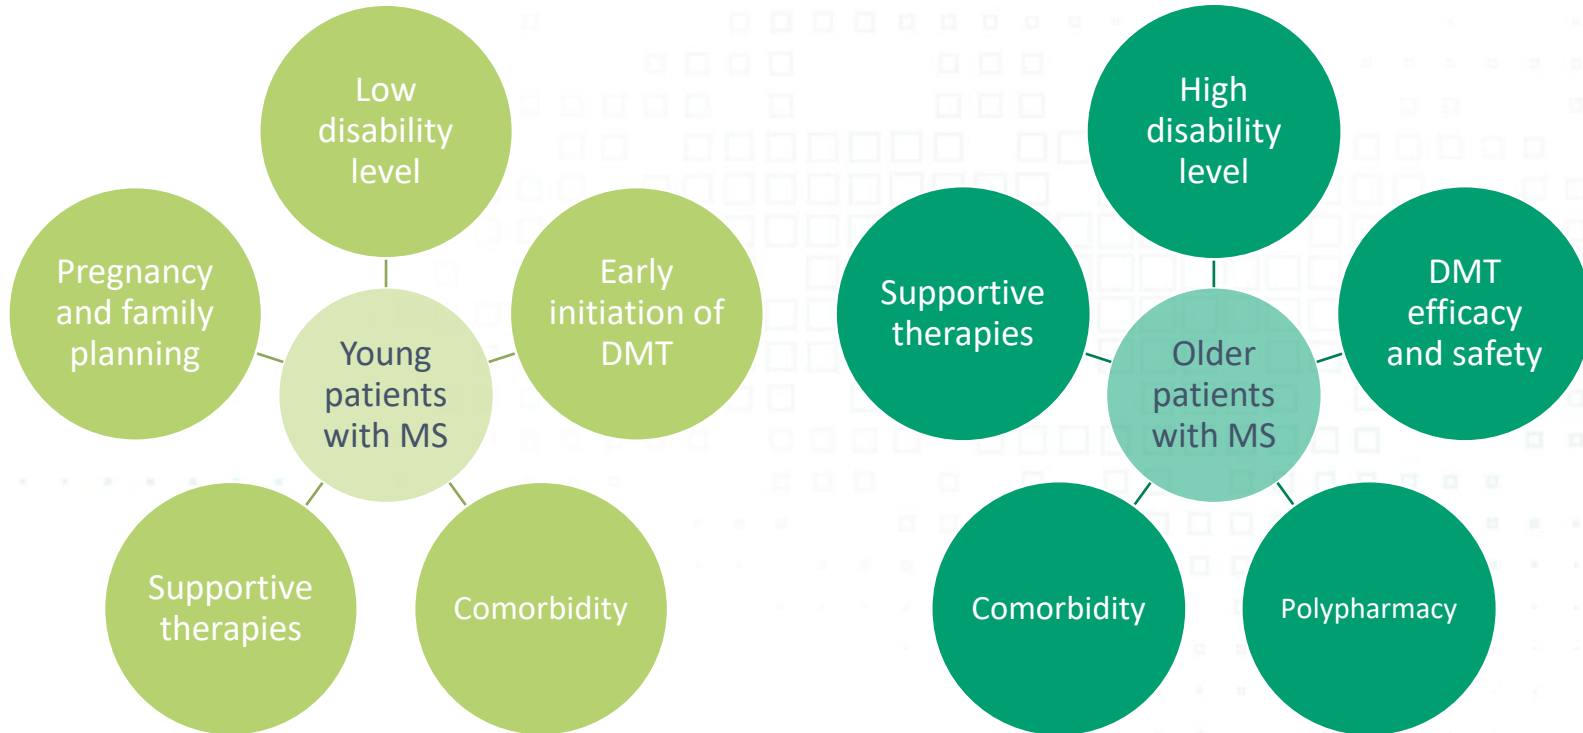 Low
disability
level
Early
initiation of
DMT
Comorbidity
Supportive
therapies
Pregnancy
and family
planning
Young
patients
with MS
High
disability
level
DMT
efficacy
and safety
Polypharmacy
Comorbidity
Supportive
therapies
Older
patients
with MS